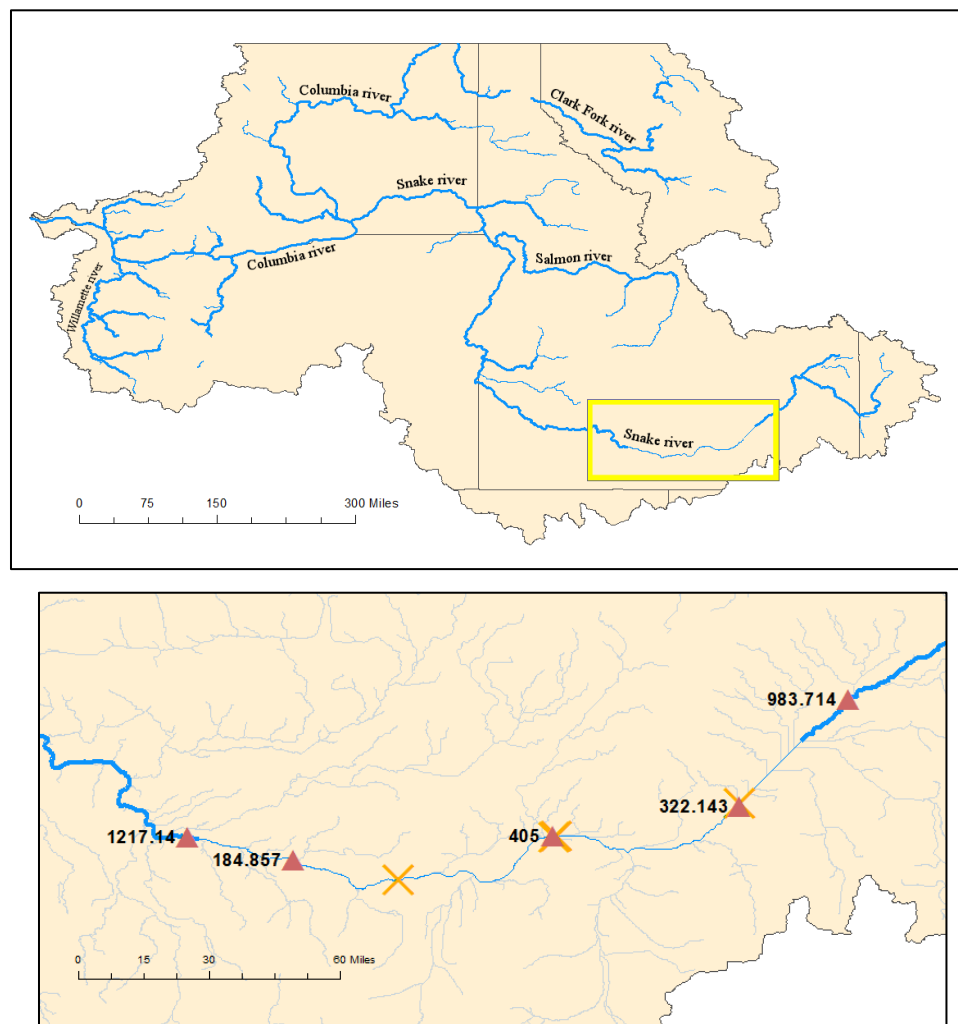 Columbia river
Clark Fork river
Snake river
Columbia river
Salmon river
Willamette river
Snake river
0 75 150 300 Miles
983.714
322.143
405
1217.14
184.857
0 15 30 60 Miles